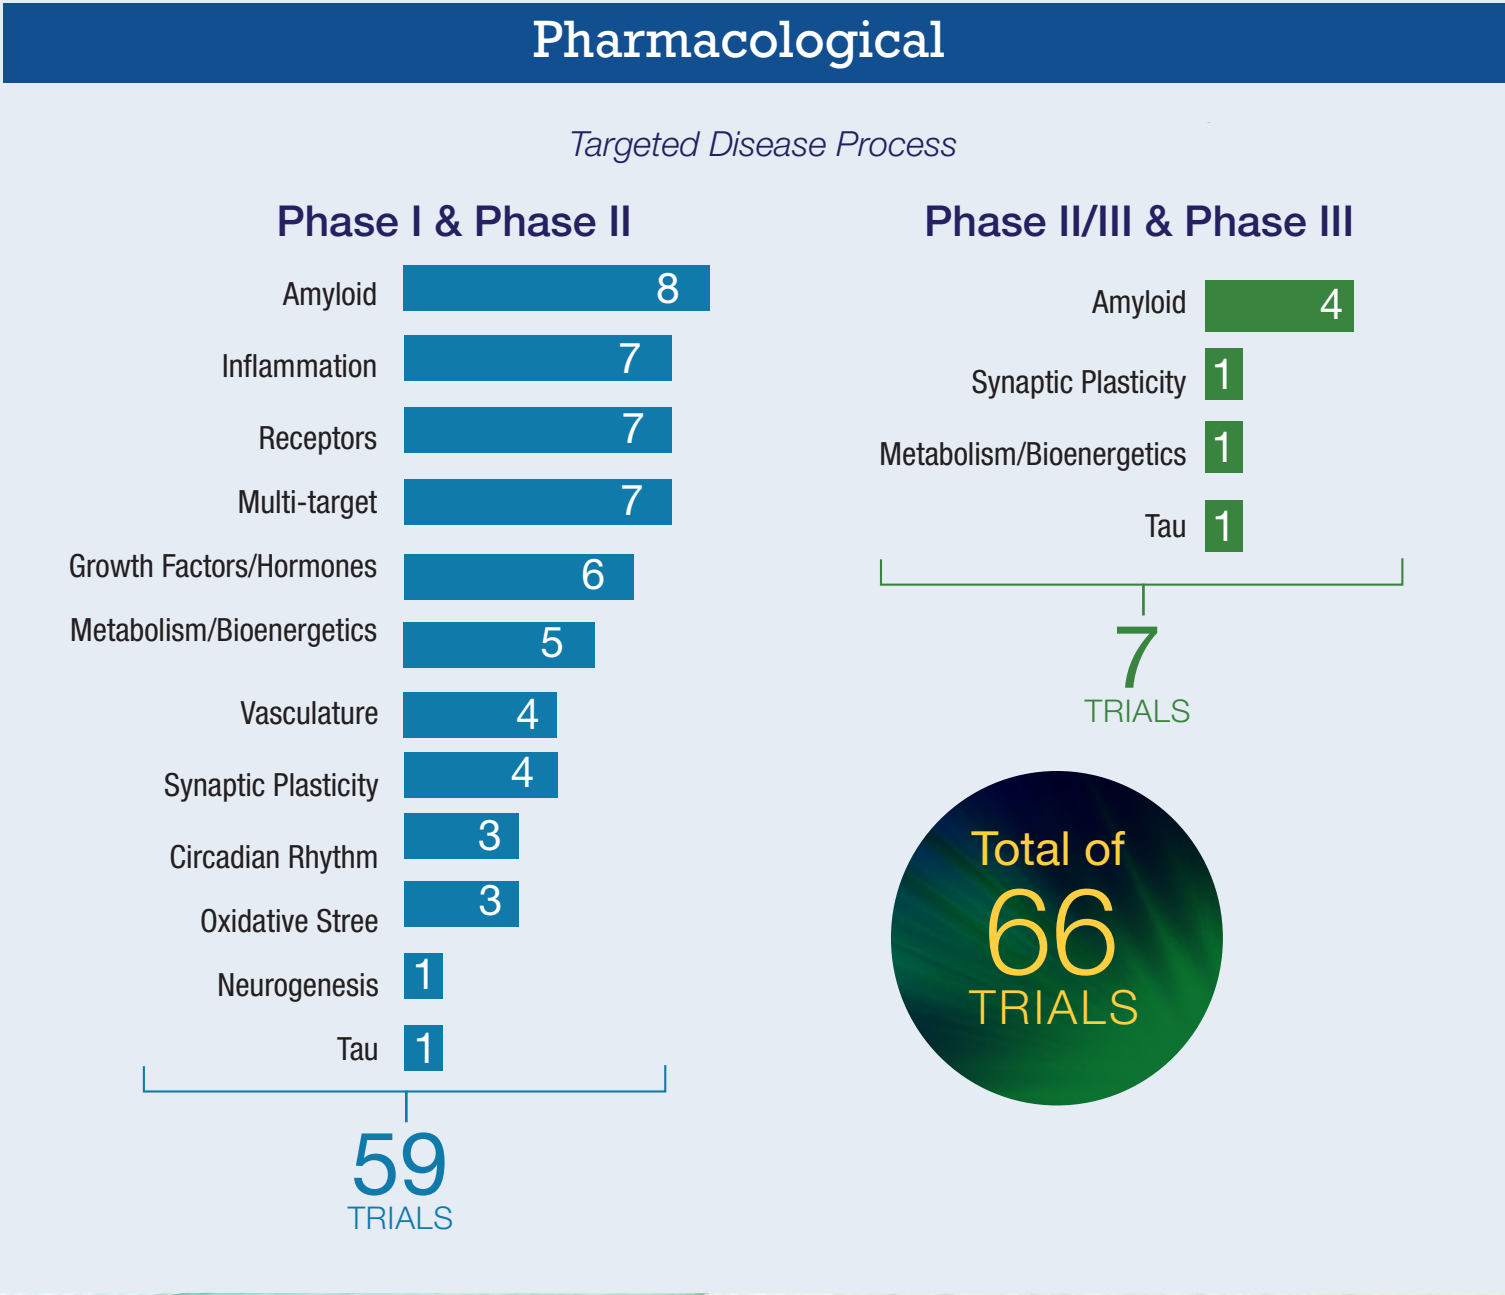 Pharmacological
Targeted Disease Process
Phase I & Phase II
Amyloid 8
Inflammation 7
Receptors 7
Multi-target 7
Growth Factors/Hormones 6
Metabolism/Bioenergetics 5
Vasculature 4
Synaptic Plasticity 4
Circadian Rhythm 3
Oxidative Stree 3
Neurogenesis 1
Tau 1
59
TRIALS
Phase II/III & Phase III
Amyloid 4
Synaptic Plasticity 1
Metabolism/Bioenergetics 1
Tau 1
7
TRIALS
Total of
66
TRIALS